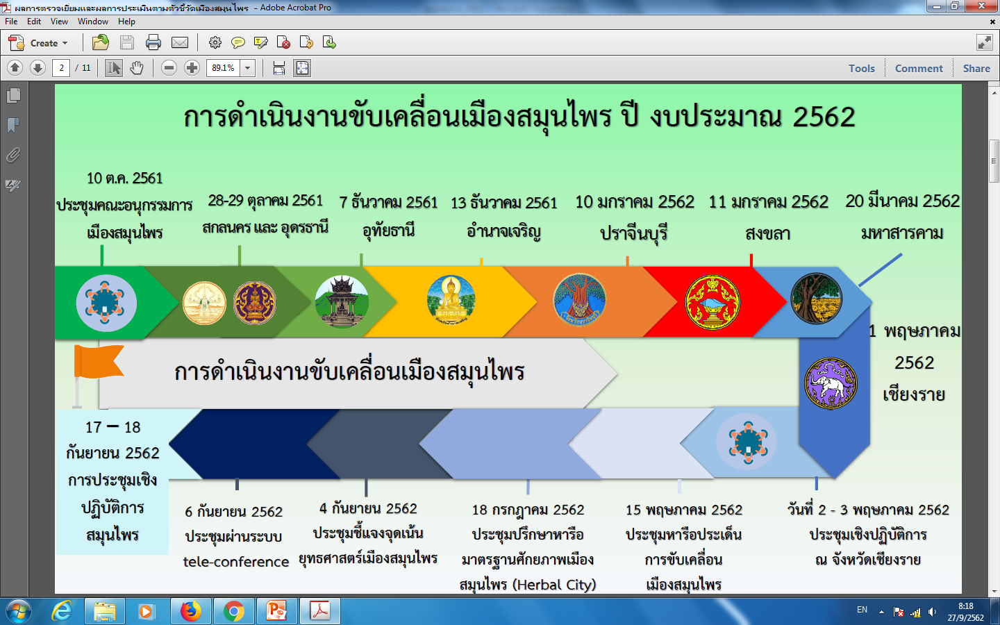 ผลการตรวจเยี่ยมและผลการประเมินตามตัวชี้วัดเมืองสมุนไพร - Adobe Acrobat Pro
File Edit View Window Help
Create
2 / 11
89.1%
Tools Comment Share
การดำเนินงานขับเคลื่อนเมืองสมุนไพร ปี งบประมาณ 2562
10 ต.ค. 2561
ประชุมคณะอนุกรรมการ
เมืองสมุนไพร
28-29 ตุลาคม 2561
สกลนคร และ อุดรธานี
7 ธันวาคม 2561
อุทัยธานี
13 ธันวาคม 2561
อำนาจเจริญ
10 มกราคม 2562
ปราจีนบุรี
11 มกราคม 2562
สงขลา
20 มีนาคม 2562
มหาสารคาม
1 พฤษภาคม
2562
เชียงราย
การดำเนินงานขับเคลื่อนเมืองสมุนไพร
17 – 18
กันยายน 2562
การประชุมเชิง
ปฏิบัติการ
สมุนไพร
6 กันยายน 2562
ประชุมผ่านระบบ
tele-conference
4 กันยายน 2562
ประชุมชี้แจงจุดเน้น
ยุทธศาสตร์เมืองสมุนไพร
18 กรกฎาคม 2562
ประชุมปรึกษาหารือ
มาตรฐานศักยภาพเมือง
สมุนไพร (Herbal City)
15 พฤษภาคม 2562
ประชุมหารือประเด็น
การขับเคลื่อน
เมืองสมุนไพร
วันที่ 2 - 3 พฤษภาคม 2562
ประชุมเชิงปฏิบัติการ
ณ จังหวัดเชียงราย
EN
8:18
27/9/2562